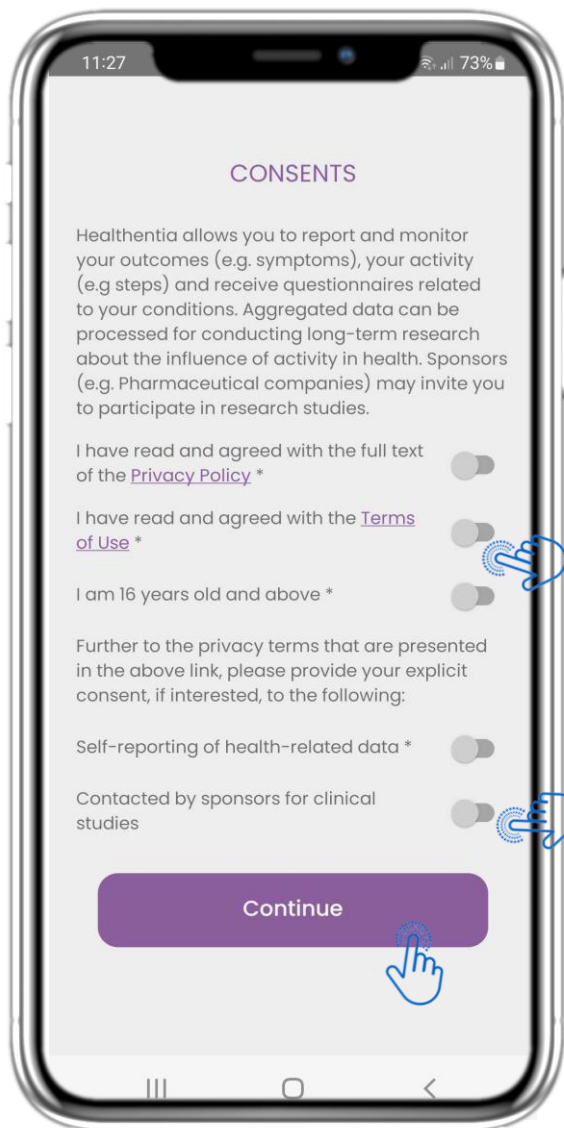 11:27
73%
CONSENTS
Healthentia allows you to report and monitor
your outcomes (e.g. symptoms), your activity
(e.g steps) and receive questionnaires related
to your conditions. Aggregated data can be
processed for conducting long-term research
about the influence of activity in health. Sponsors
(e.g. Pharmaceutical companies) may invite you
to participate in research studies.
I have read and agreed with the full text
of the Privacy Policy *
I have read and agreed with the Terms
of Use *
I am 16 years old and above *
Further to the privacy terms that are presented
in the above link, please provide your explicit
consent, if interested, to the following:
Self-reporting of health-related data *
Contacted by sponsors for clinical
studies
Continue